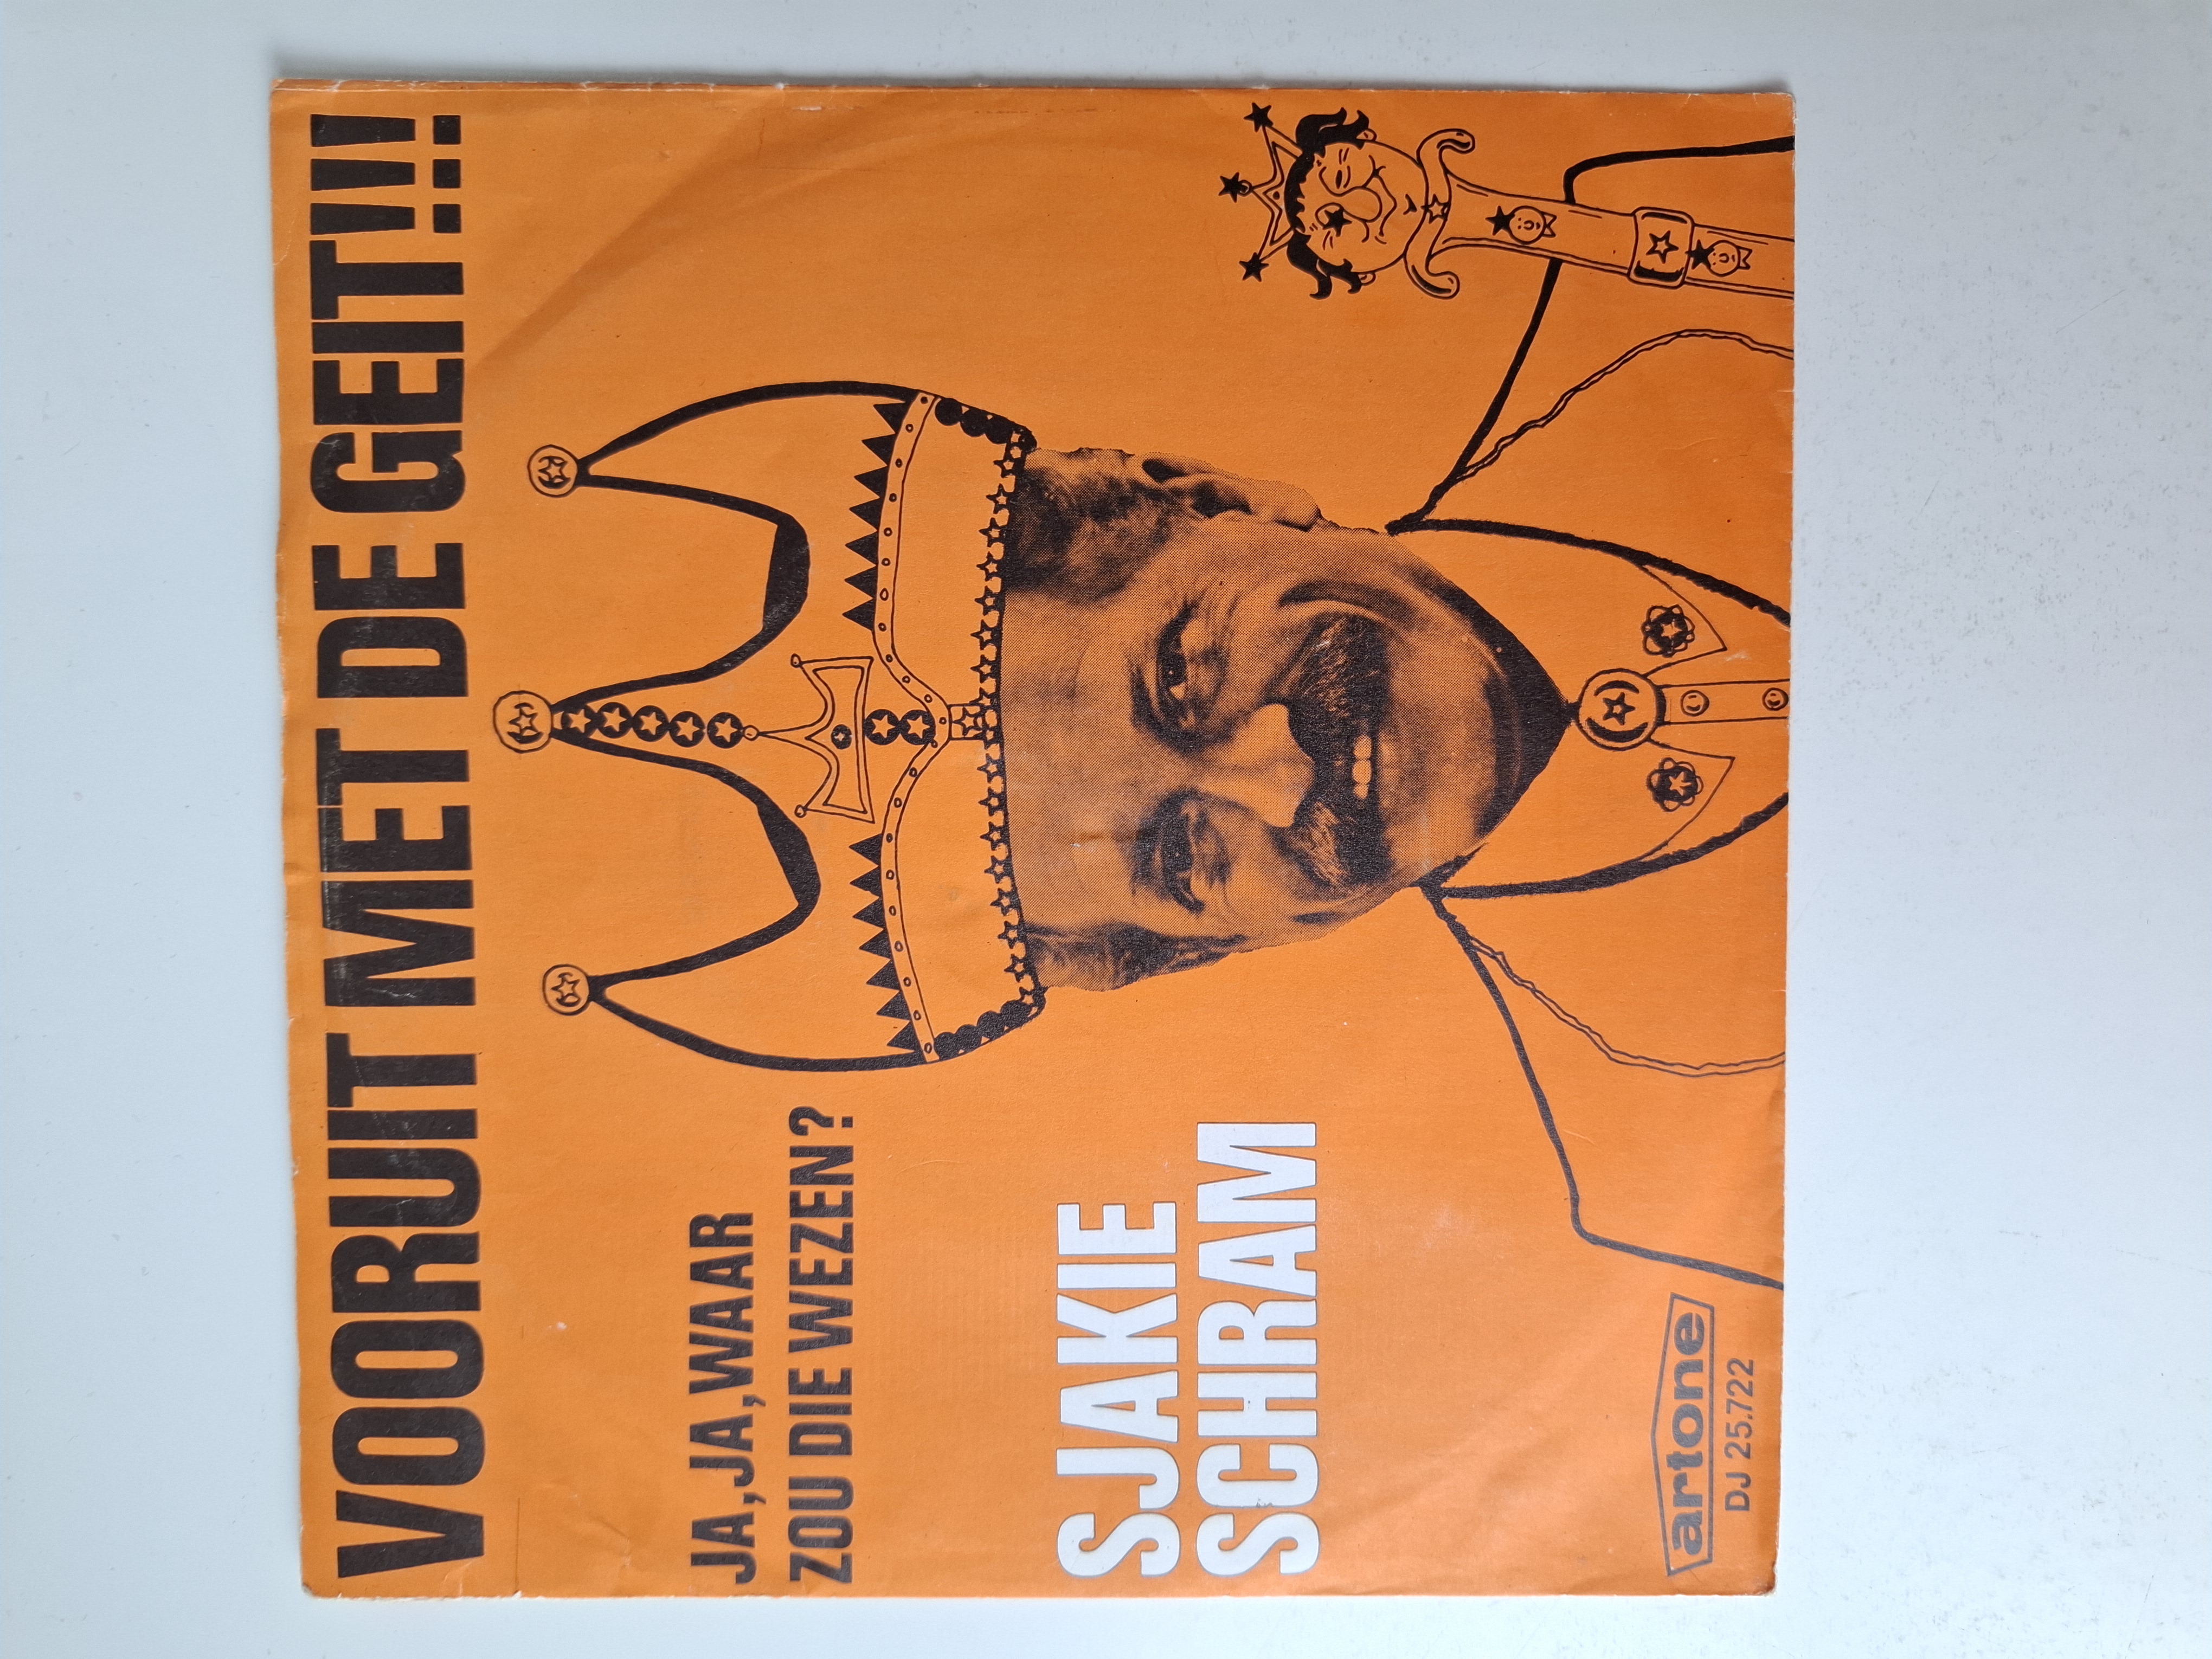 VOORUIT MET DE GEIT!!!
JA, JA, WAAR
ZOU DIE WEZEN?
SJAKIE
SCHRAM
artone
DJ 25.722